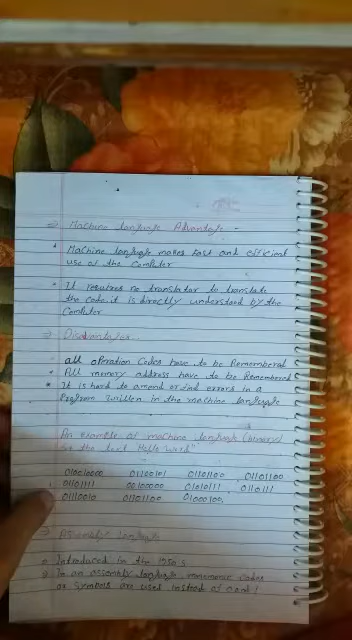 ⇒ Machine language Advantage :-
* Machine language makes fast and efficient
use of the Computer
* It requires no translator to translate
the code. it is directly understood by the
Computer
⇒ Disadvantage
all operation Codes have to be Remembered
* All memory address have to be Remembered
* It is hard to amend or find errors in a
Program written in the machine language
An example of machine language (binary)
for the text "Hello World"
01001000 01100101 01101100 01101100
01101111 00100000 01010111 01101111
01110010 01101100 01000100
⇒ Assembly language
Introduced in the 1950s
In an assembly language, mnemonic codes
or Symbols are used instead of 0 and 1